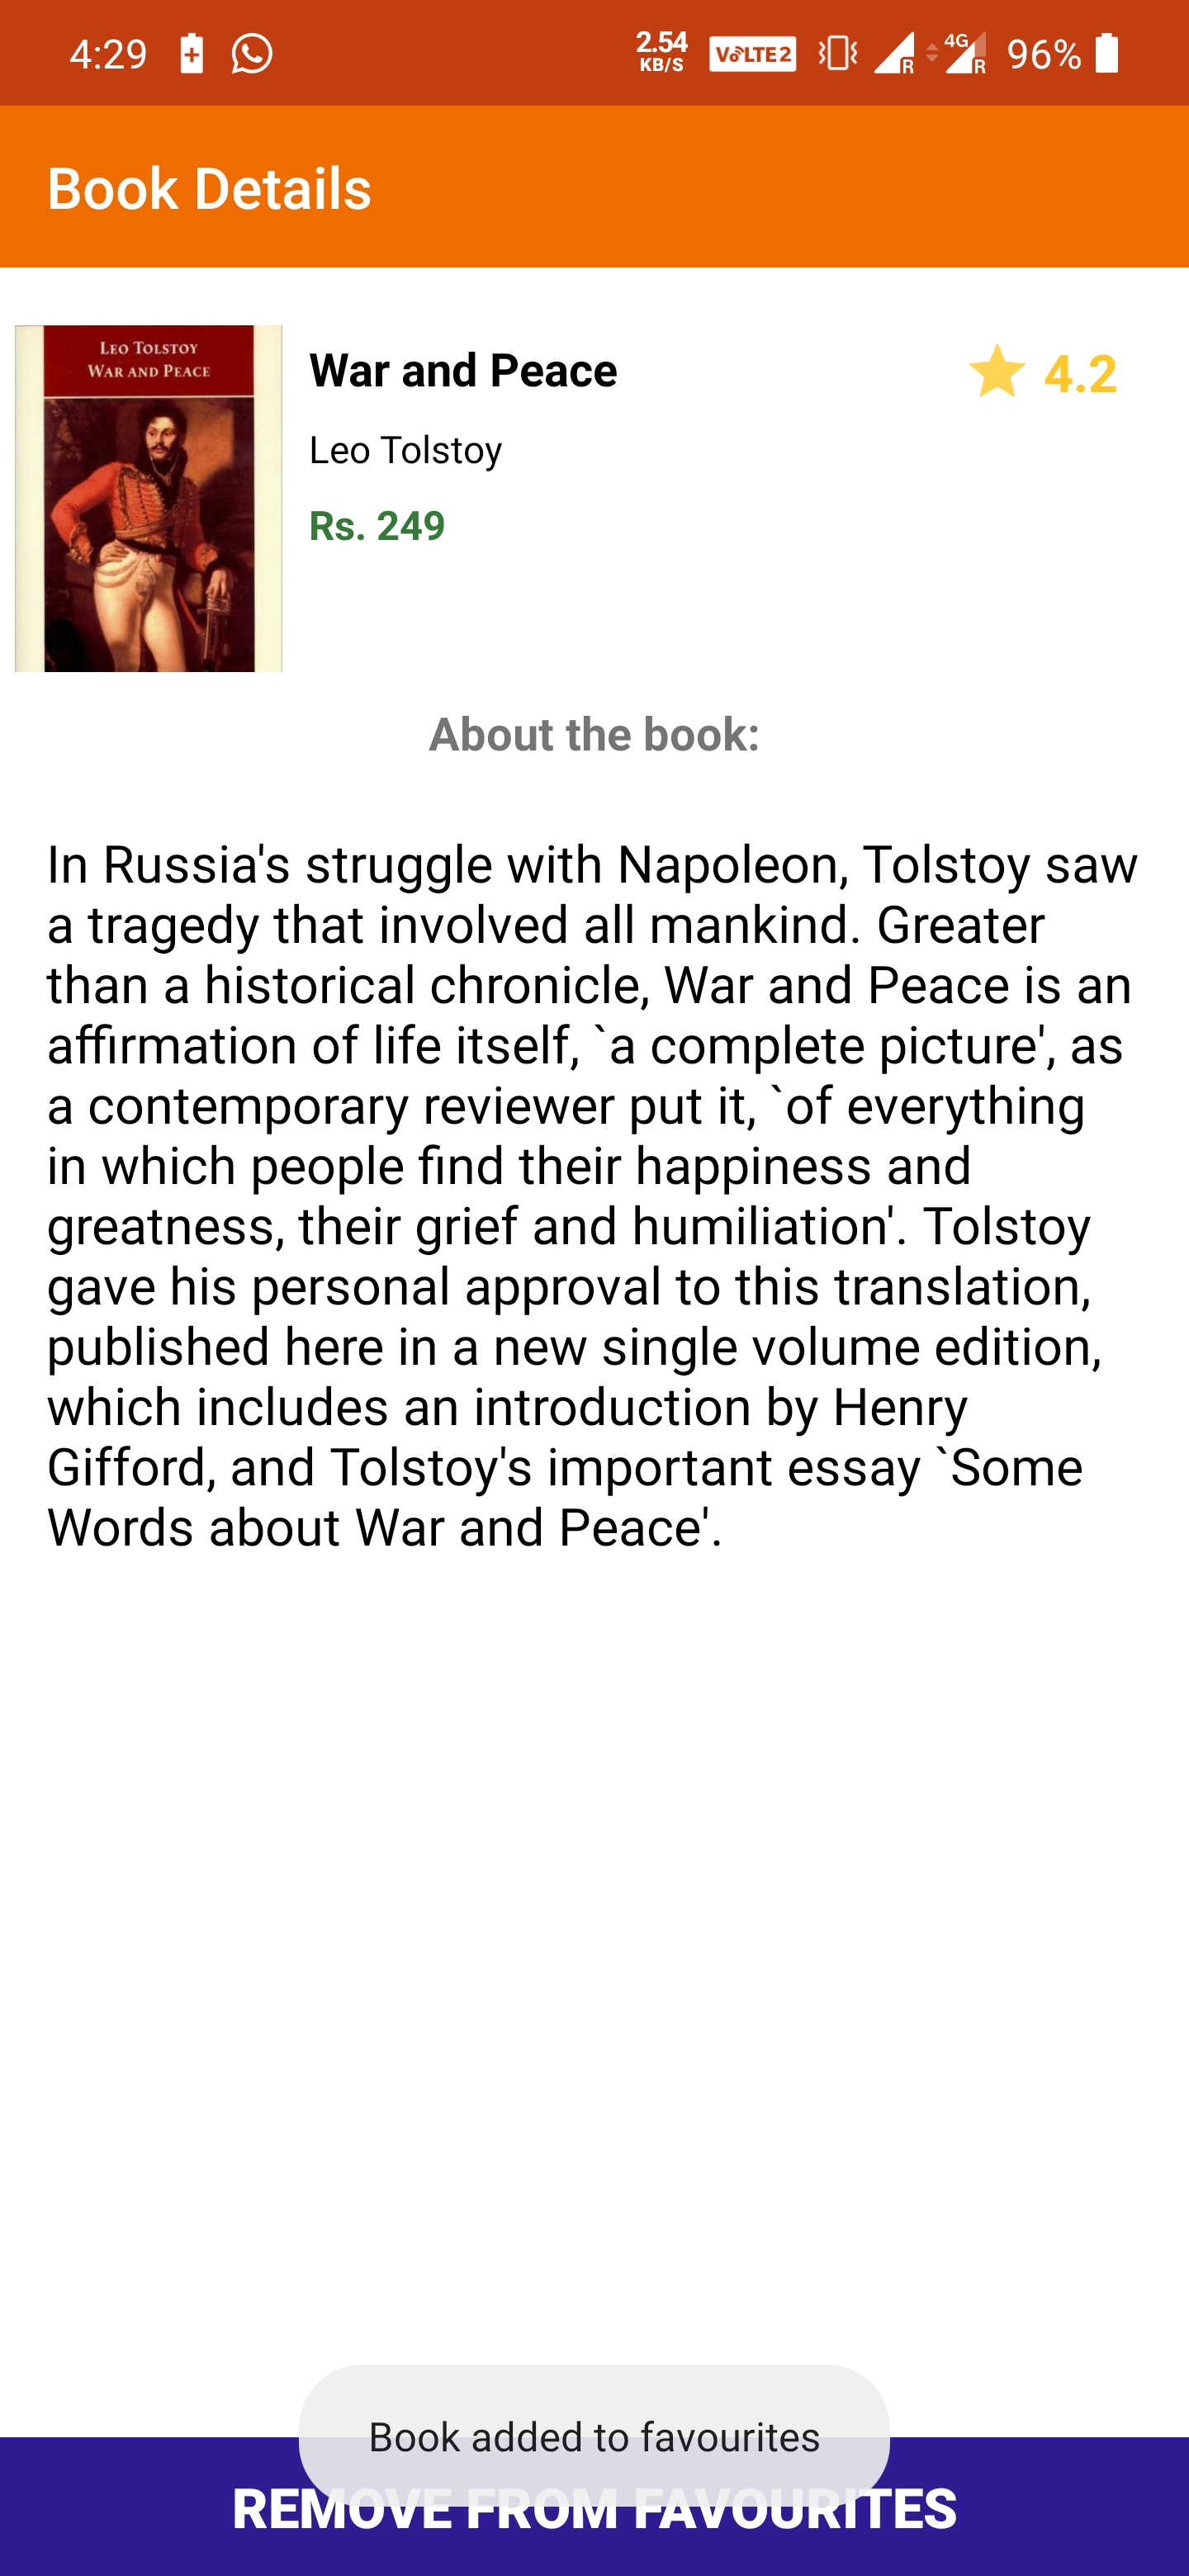 4:29 2.54 KB/S VoLTE2 R 4G R 96%
Book Details
LEO TOLSTOY
WAR AND PEACE
War and Peace
4.2
Leo Tolstoy
Rs. 249
About the book:
In Russia's struggle with Napoleon, Tolstoy saw
a tragedy that involved all mankind. Greater
than a historical chronicle, War and Peace is an
affirmation of life itself, `a complete picture', as
a contemporary reviewer put it, `of everything
in which people find their happiness and
greatness, their grief and humiliation'. Tolstoy
gave his personal approval to this translation,
published here in a new single volume edition,
which includes an introduction by Henry
Gifford, and Tolstoy's important essay `Some
Words about War and Peace'.
Book added to favourites
REMOVE FROM FAVOURITES